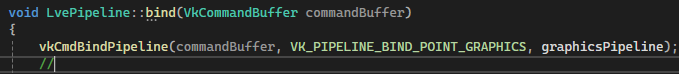 void LvePipeline::bind(VkCommandBuffer commandBuffer)
{
    vkCmdBindPipeline(commandBuffer, VK_PIPELINE_BIND_POINT_GRAPHICS, graphicsPipeline);
    //